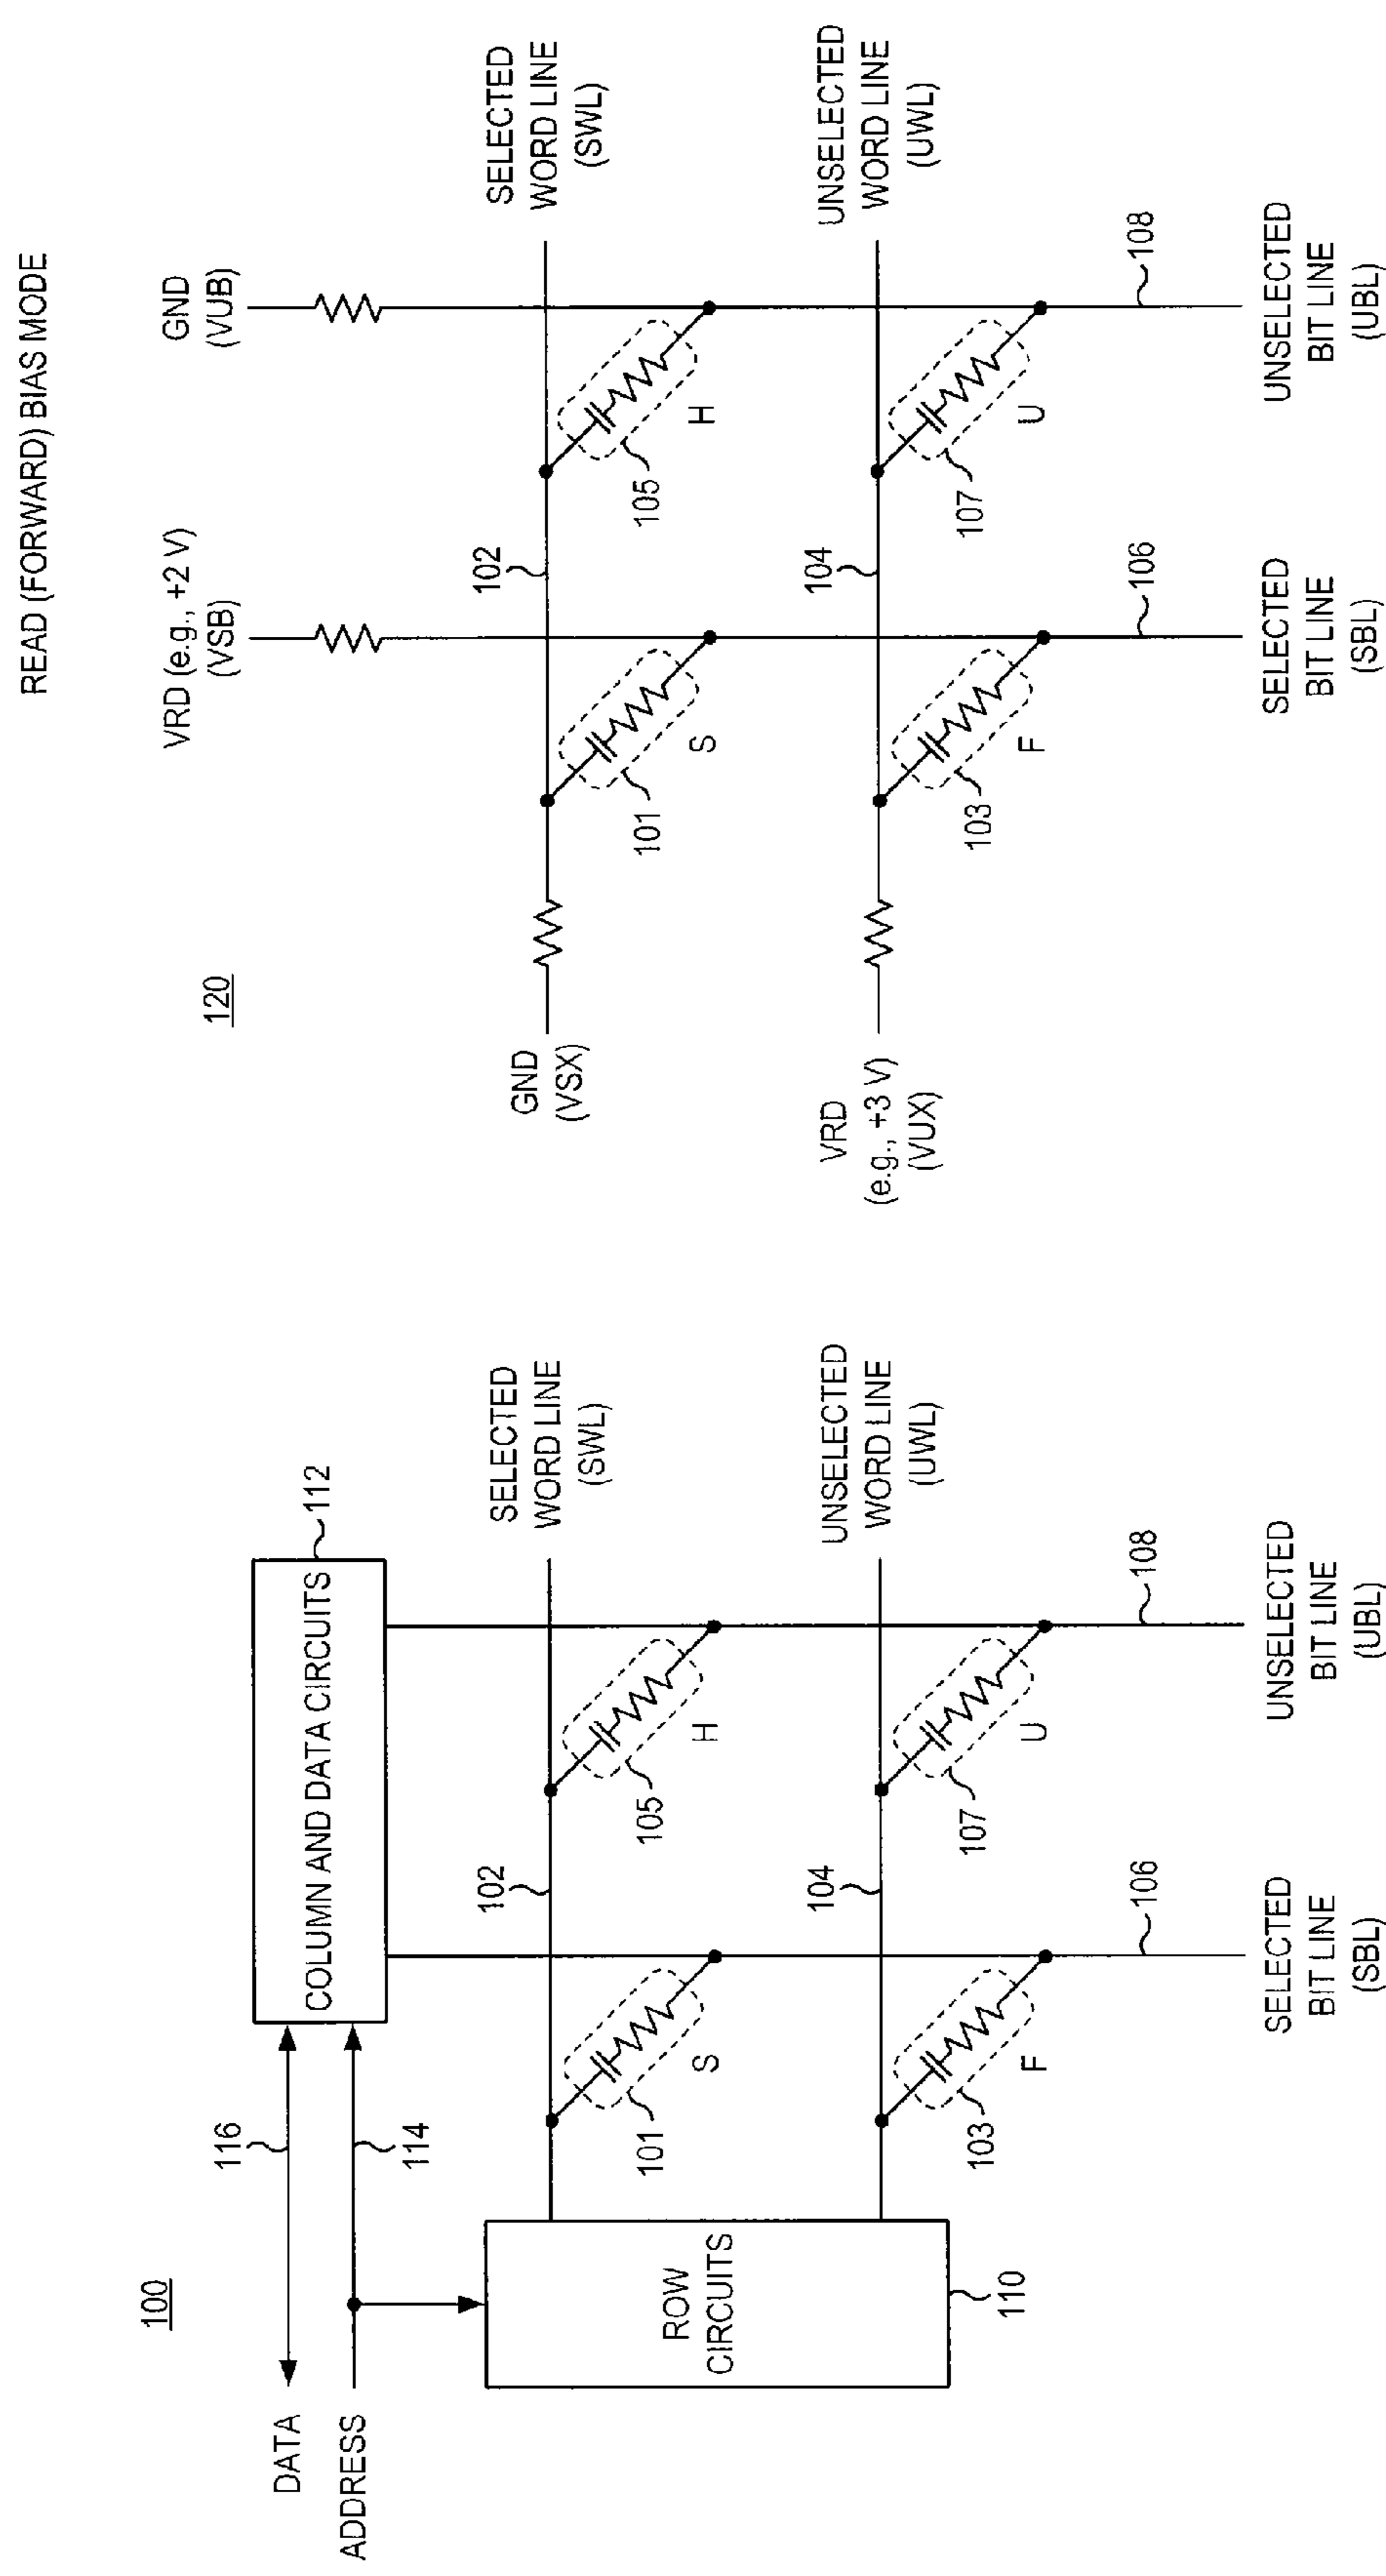 100
DATA
ADDRESS
116
114
COLUMN AND DATA CIRCUITS
112
ROW
CIRCUITS
110
102
SELECTED
WORD LINE
(SWL)
101
S
105
H
104
UNSELECTED
WORD LINE
(UWL)
103
F
107
U
106
108
SELECTED
BIT LINE
(SBL)
UNSELECTED
BIT LINE
(UBL)
READ (FORWARD) BIAS MODE
120
VRD (e.g., +2 V)
(VSB)
GND
(VUB)
GND
(VSX)
102
SELECTED
WORD LINE
(SWL)
101
S
105
H
VRD
(e.g., +3 V)
(VUX)
104
UNSELECTED
WORD LINE
(UWL)
103
F
107
U
106
108
SELECTED
BIT LINE
(SBL)
UNSELECTED
BIT LINE
(UBL)